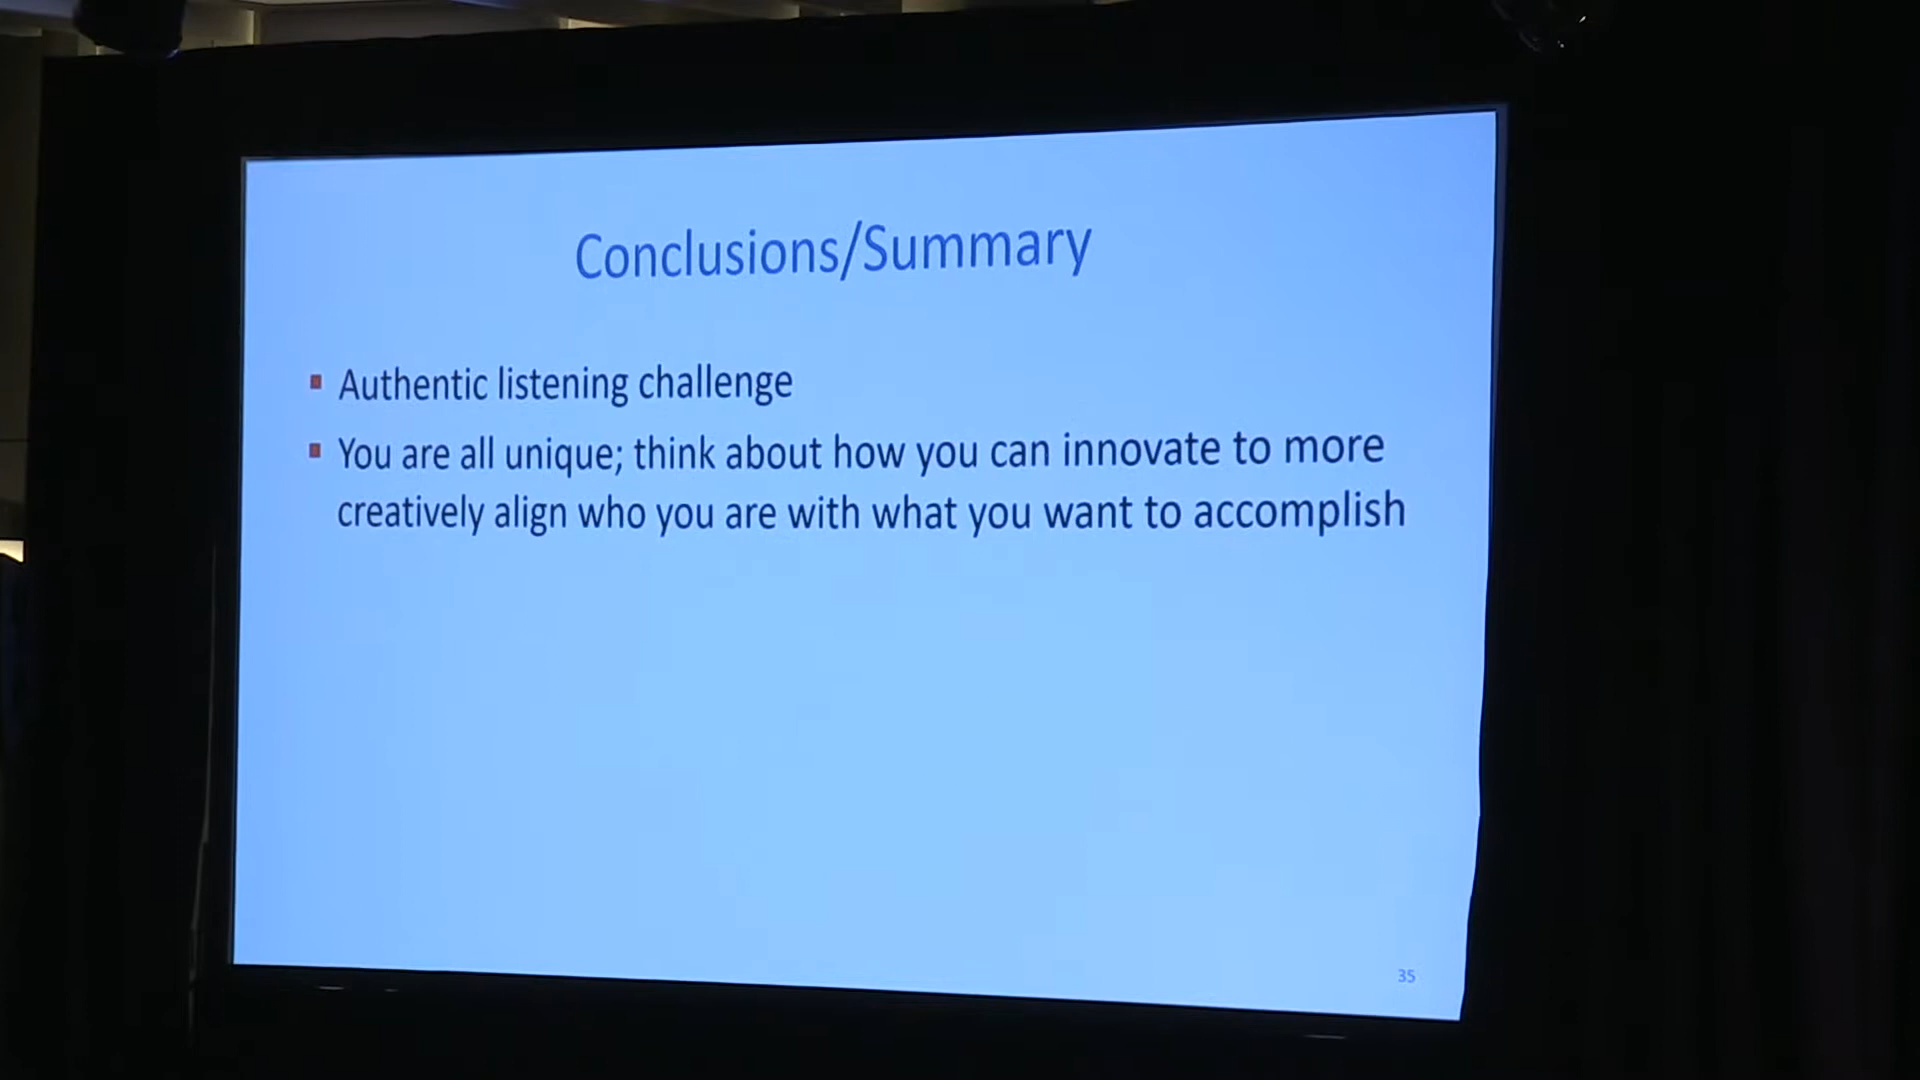 Conclusions/Summary
▪ Authentic listening challenge
▪ You are all unique; think about how you can innovate to more
creatively align who you are with what you want to accomplish
35